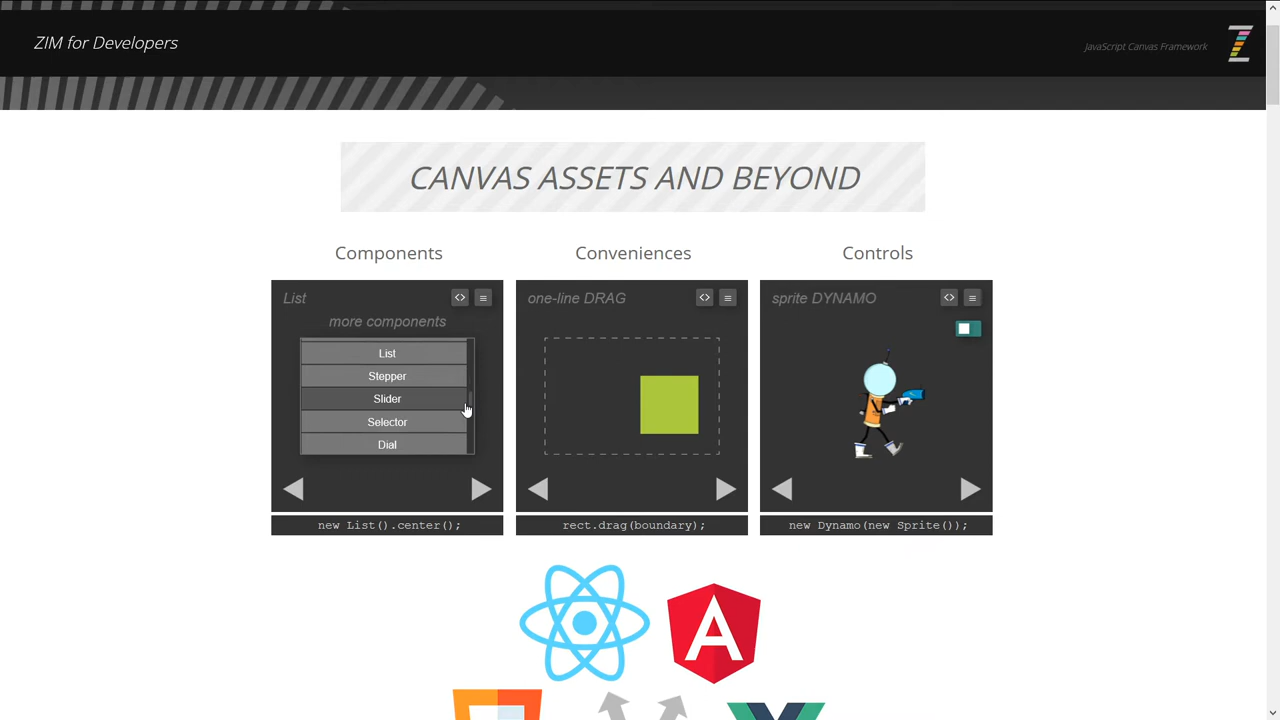 ZIM for Developers
JavaScript Canvas Framework
CANVAS ASSETS AND BEYOND
Components
Conveniences
Controls
List
<>
≡
more components
List
Stepper
Slider
Selector
Dial
new List().center();
one-line DRAG
<>
≡
rect.drag(boundary);
sprite DYNAMO
<>
≡
new Dynamo(new Sprite());